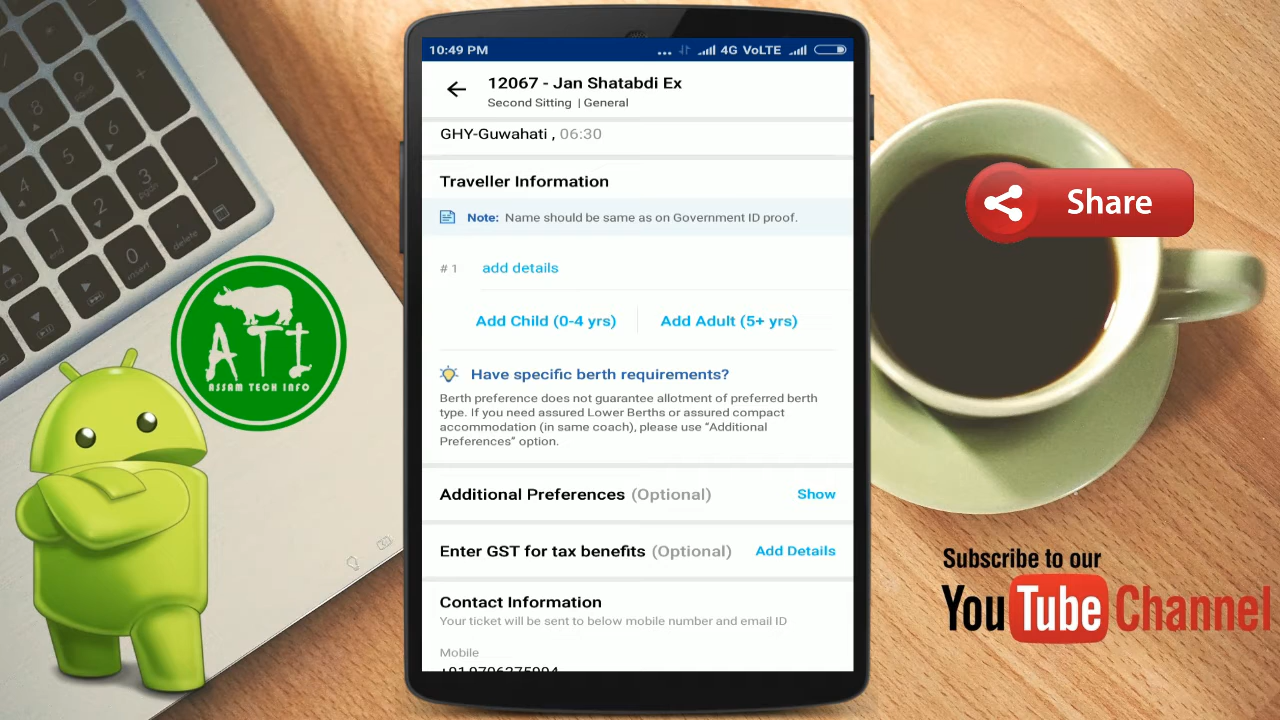 10:49 PM
4G VoLTE
12067 - Jan Shatabdi Ex
Second Sitting | General
GHY-Guwahati , 06:30
Traveller Information
Note: Name should be same as on Government ID proof.
# 1 add details
Add Child (0-4 yrs)
Add Adult (5+ yrs)
Have specific berth requirements?
Berth preference does not guarantee allotment of preferred berth
type. If you need assured Lower Berths or assured compact
accommodation (in same coach), please use “Additional
Preferences” option.
Additional Preferences (Optional) Show
Enter GST for tax benefits (Optional) Add Details
Contact Information
Your ticket will be sent to below mobile number and email ID
Mobile
ATI
ASSAM TECH INFO
Share
Subscribe to our
YouTube Channel